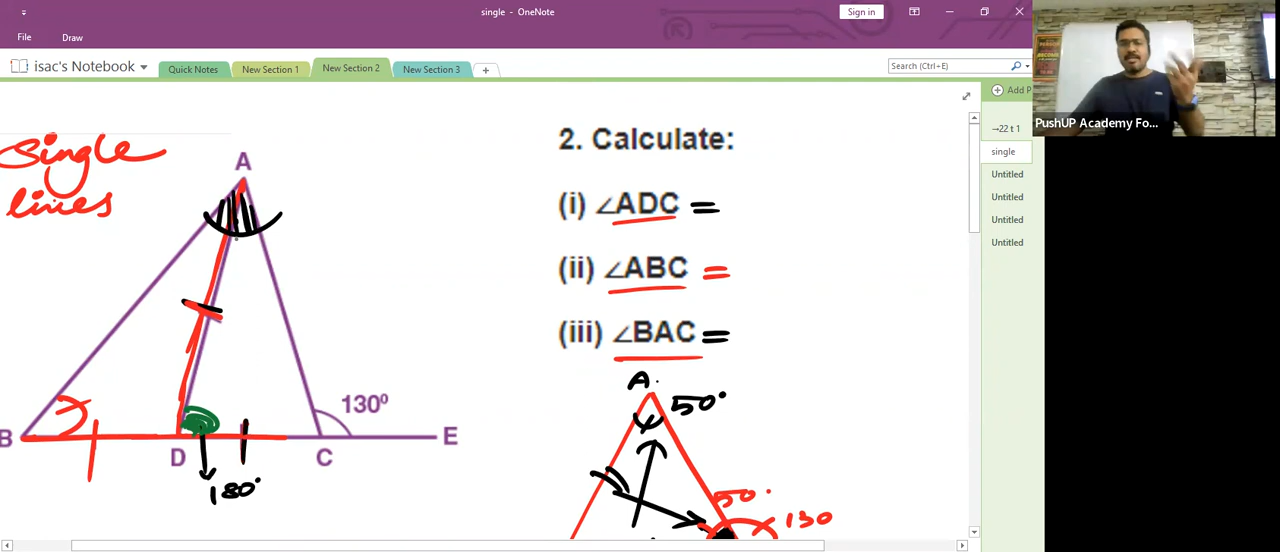 single - OneNote
Sign in
File
Draw
isac's Notebook
Quick Notes
New Section 1
New Section 2
New Section 3
+
Search (Ctrl+E)
Add P
→22 t 1
single
Untitled
Untitled
Untitled
Untitled
PushUP Academy Fo...
Single
lines
A
B
D
C
E
130⁰
180°
2. Calculate:
(i) ∠ADC =
(ii) ∠ABC =
(iii) ∠BAC =
A
50°
50°
130